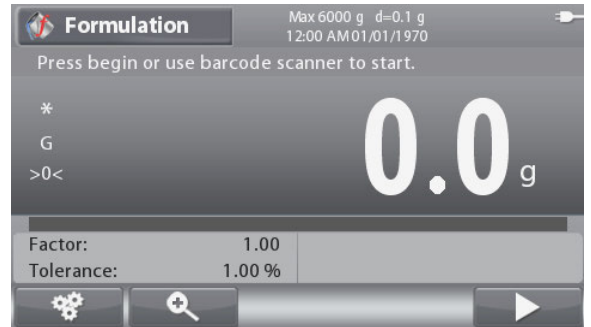 Formulation
Max 6000 g d=0.1 g
12:00 AM 01/01/1970
Press begin or use barcode scanner to start.
*
G
>0<
0.0 g
Factor: 1.00
Tolerance: 1.00 %